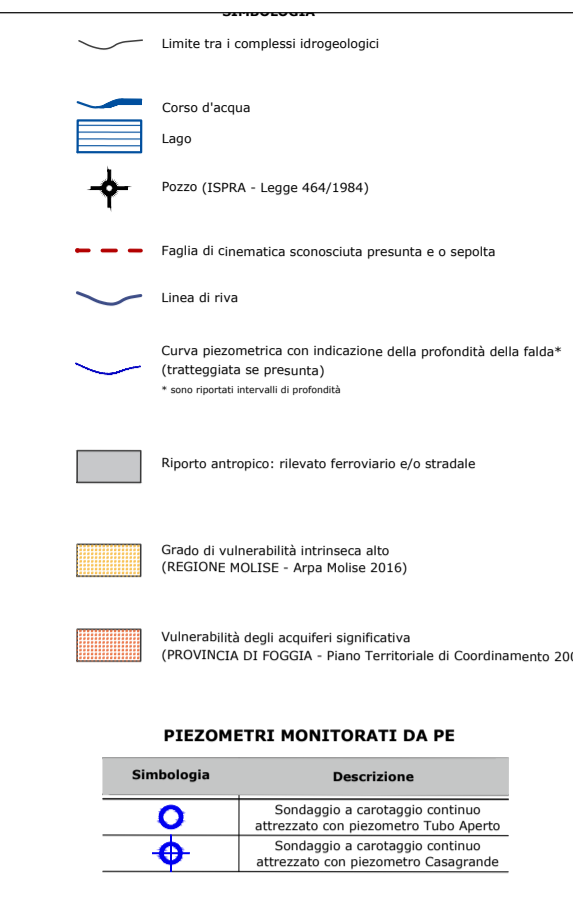 SIMBOLOGIA
Limite tra i complessi idrogeologici
Corso d'acqua
Lago
Pozzo (ISPRA - Legge 464/1984)
Faglia di cinematica sconosciuta presunta e o sepolta
Linea di riva
Curva piezometrica con indicazione della profondità della falda*
(tratteggiata se presunta)
* sono riportati intervalli di profondità
Riporto antropico: rilevato ferroviario e/o stradale
Grado di vulnerabilità intrinseca alto
(REGIONE MOLISE - Arpa Molise 2016)
Vulnerabilità degli acquiferi significativa
(PROVINCIA DI FOGGIA - Piano Territoriale di Coordinamento
PIEZOMETRI MONITORATI DA PE
Simbologia Descrizione
Sondaggio a carotaggio continuo
attrezzato con piezometro Tubo Aperto
Sondaggio a carotaggio continuo
attrezzato con piezometro Casagrande